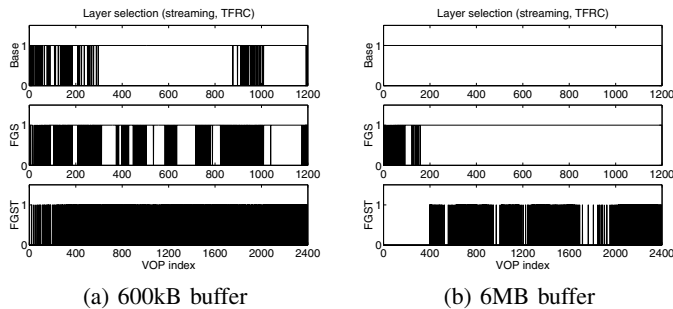 Layer selection (streaming, TFRC)
Base
1
0
0 200 400 600 800 1000 1200
FGS
1
0
0 200 400 600 800 1000 1200
FGST
1
0
0 400 800 1200 1600 2000 2400
VOP index
(a) 600kB buffer
Layer selection (streaming, TFRC)
Base
1
0
0 200 400 600 800 1000 1200
FGS
1
0
0 200 400 600 800 1000 1200
FGST
1
0
0 400 800 1200 1600 2000 2400
VOP index
(b) 6MB buffer